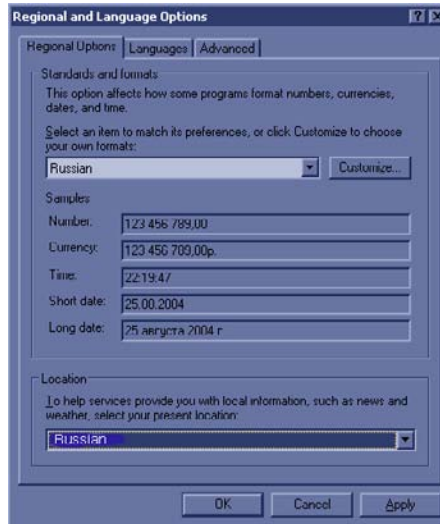 Regional and Language Options
Regional Options Languages Advanced
Standards and formats
This option affects how some programs format numbers, currencies,
dates, and time.
Select an item to match its preferences, or click Customize to choose
your own formats:
Russian Customize...
Samples
Number: 123 456 789,00
Currency: 123 456 789,00р.
Time: 22:19:47
Short date: 25.08.2004
Long date: 25 августа 2004 г.
Location
To help services provide you with local information, such as news and
weather, select your present location:
Russian
OK Cancel Apply